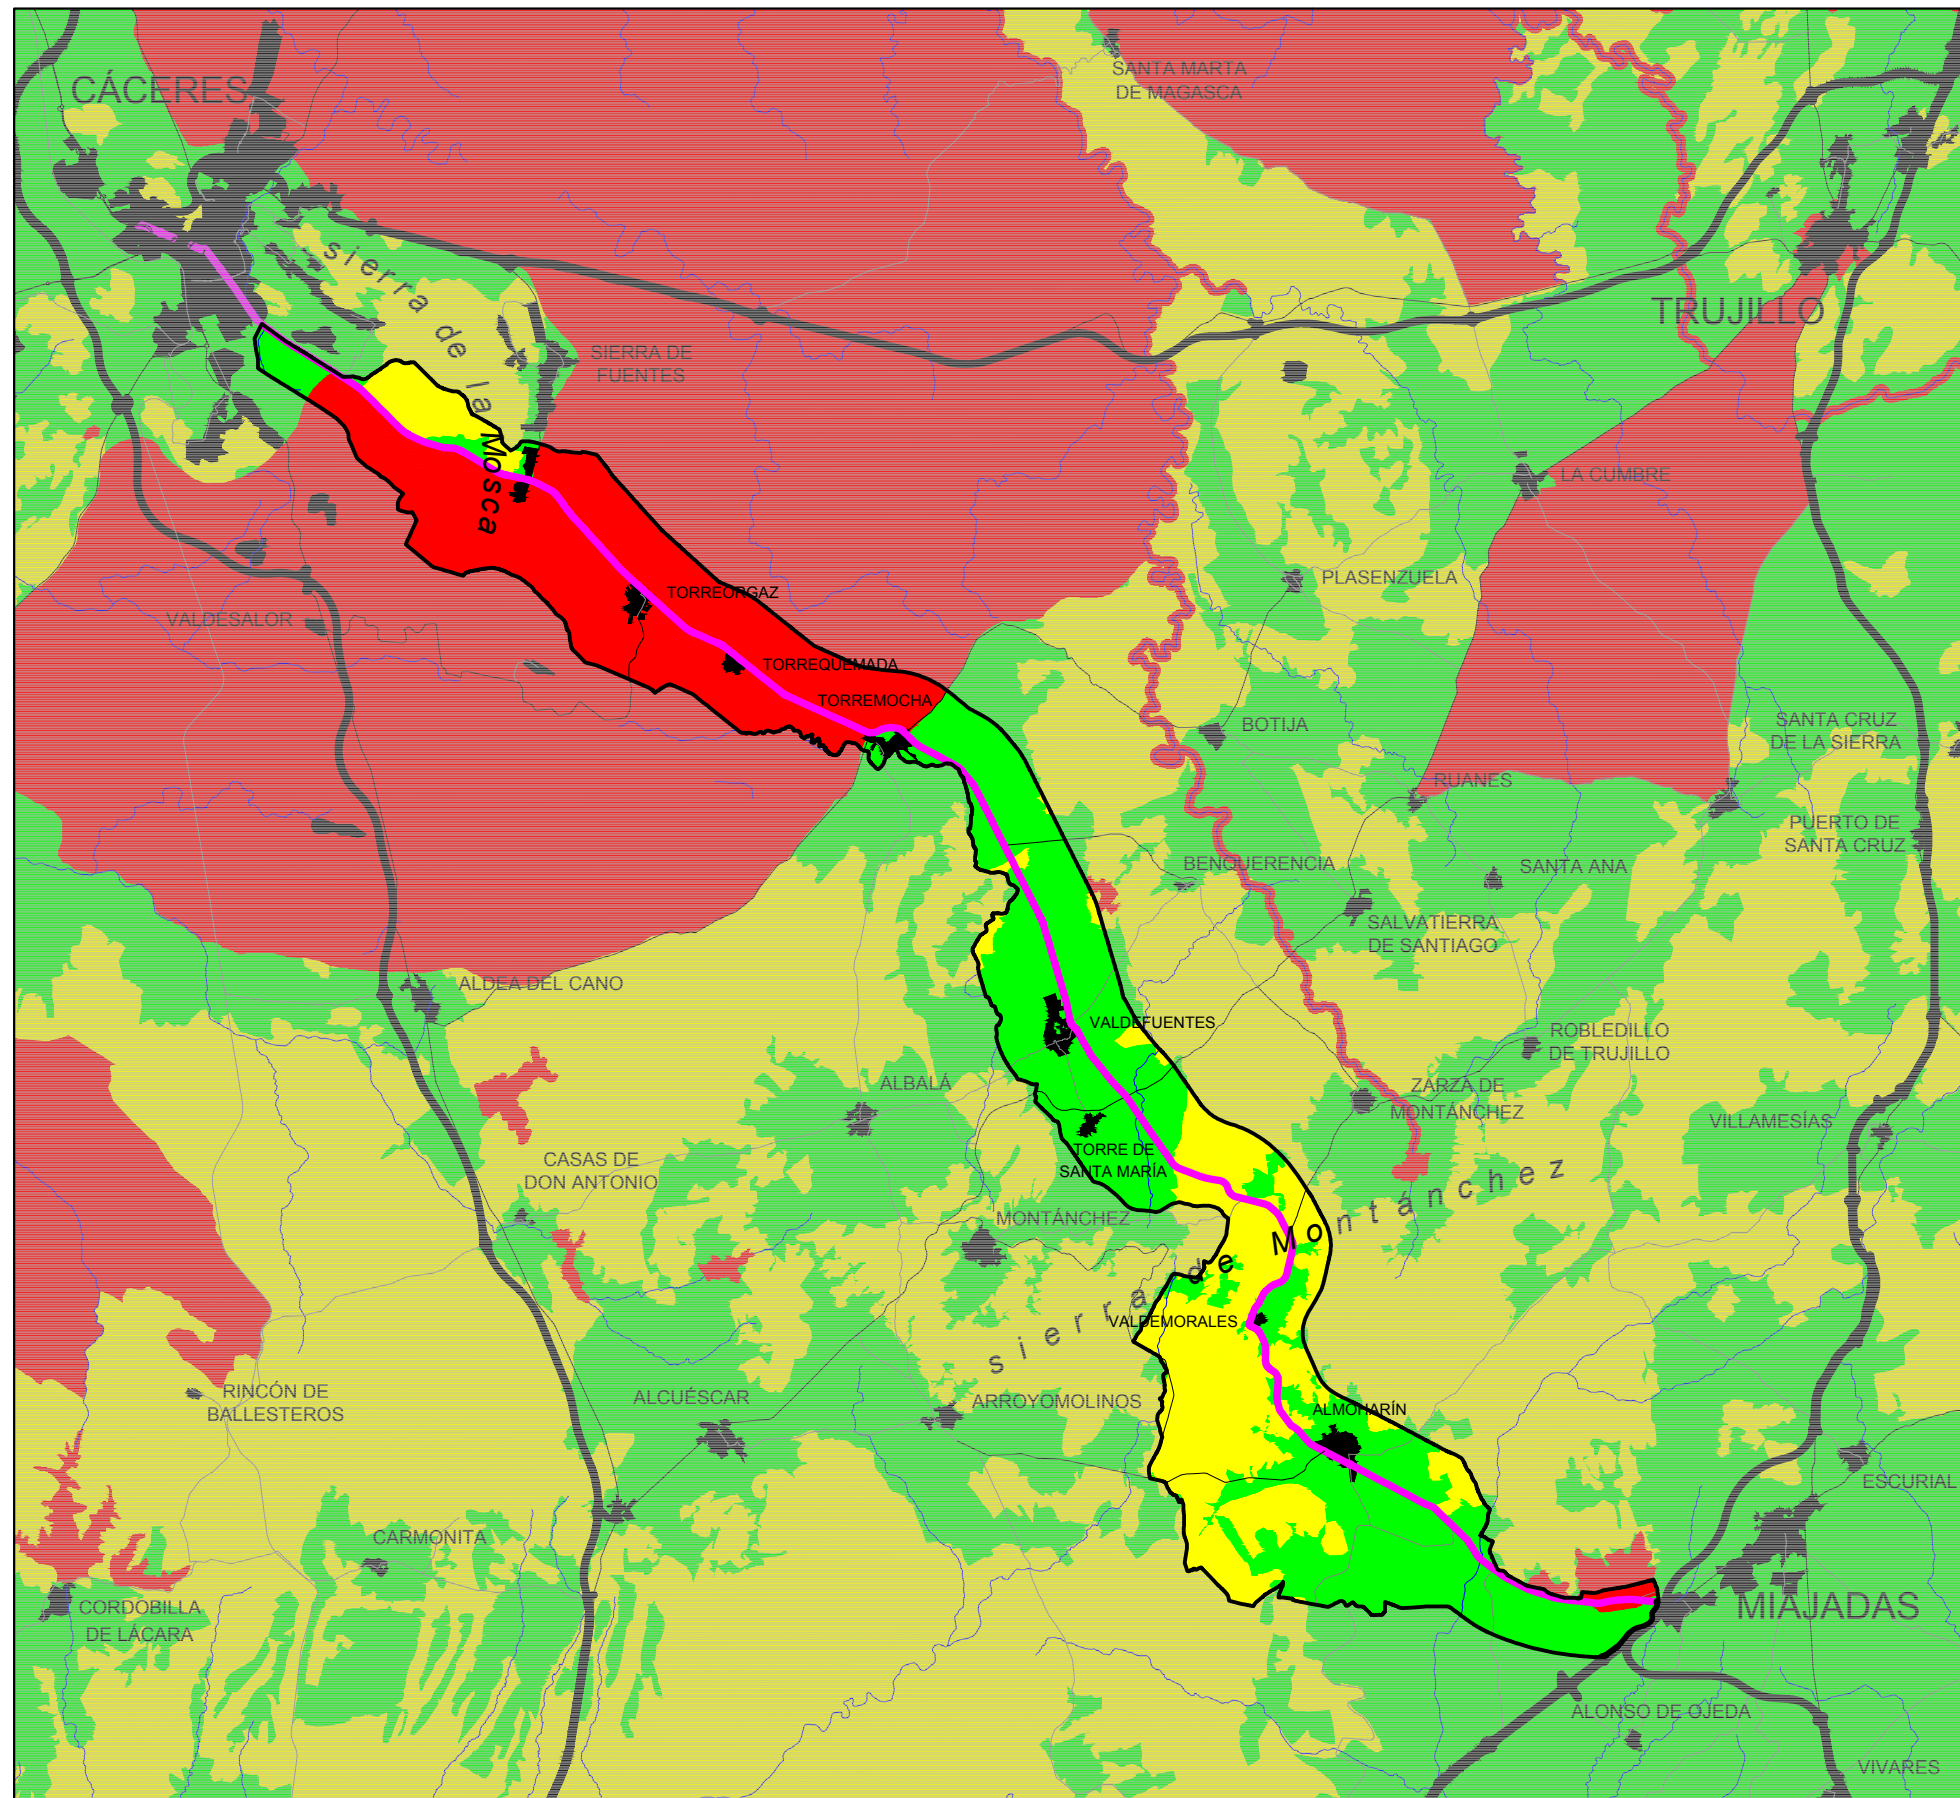 CÁCERES
SANTA MARTA
DE MAGASCA
sierra de la Mosca
TRUJILLO
SIERRA DE
FUENTES
LA CUMBRE
PLASENZUELA
TORREORGAZ
VALDESALOR
TORREQUEMADA
TORREMOCHA
BOTIJA
SANTA CRUZ
DE LA SIERRA
RUANES
PUERTO DE
SANTA CRUZ
BENQUERENCIA
SANTA ANA
SALVATIERRA
DE SANTIAGO
ALDEA DEL CANO
VALDEFUENTES
ROBLEDILLO
DE TRUJILLO
ALBALÁ
ZARZA DE
MONTÁNCHEZ
VILLAMESÍAS
CASAS DE
DON ANTONIO
TORRE DE
SANTA MARÍA
MONTÁNCHEZ
sierra de Montánchez
VALDEMORALES
RINCÓN DE
BALLESTEROS
ALCUÉSCAR
ARROYOMOLINOS
ALMOHARÍN
ESCURIAL
CARMONITA
CORDOBILLA
DE LÁCARA
MIAJADAS
ALONSO DE OJEDA
VIVARES